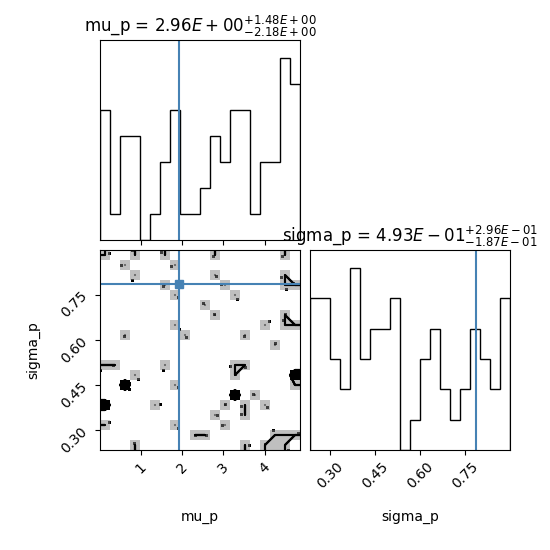 mu_p = 2.96E + 00+1.48E + 00−2.18E + 00
sigma_p = 4.93E − 01+2.96E − 01−1.87E − 01
sigma_p
0.75
0.60
0.45
0.30
1
2
3
4
mu_p
0.30
0.45
0.60
0.75
sigma_p